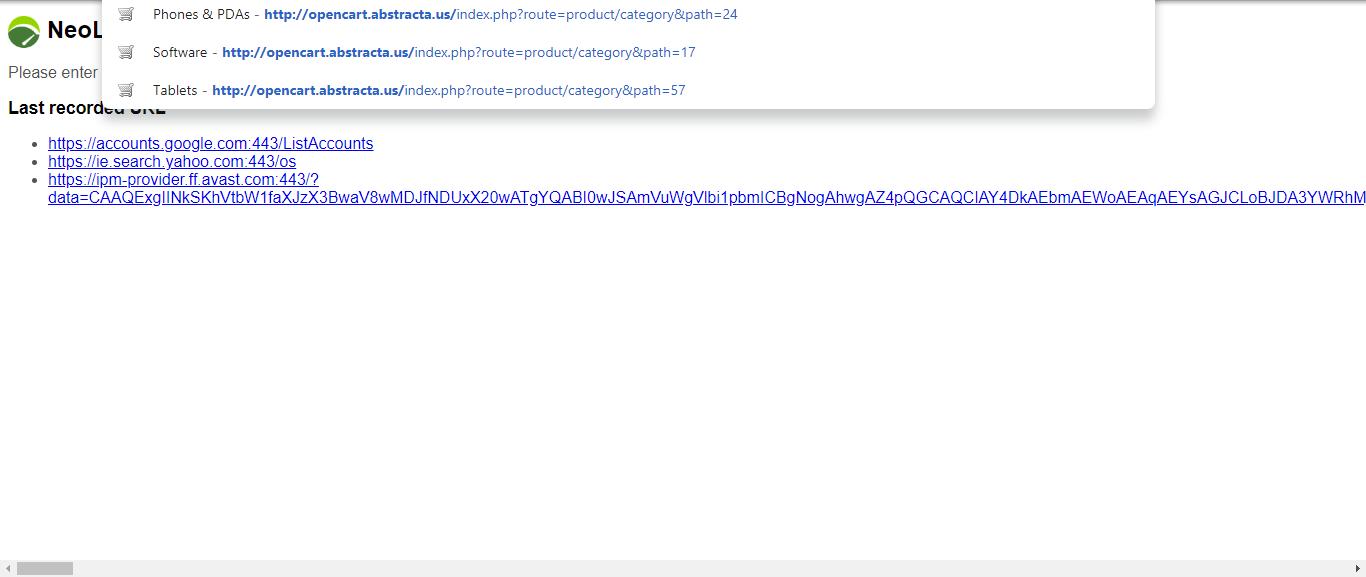 Phones & PDAs - http://opencart.abstracta.us/index.php?route=product/category&path=24
NeoL
Software - http://opencart.abstracta.us/index.php?route=product/category&path=17
Please enter
Tablets - http://opencart.abstracta.us/index.php?route=product/category&path=57
Last recorded URL
https://accounts.google.com:443/ListAccounts
https://ie.search.yahoo.com:443/os
https://ipm-provider.ff.avast.com:443/?
data=CAAQExgIINkSKhVtbW1faXJzX3BwaV8wMDJfNDUxX20wATgYQABI0wJSAmVuWgVlbi1pbmICBgNogAhwgAZ4pQGCAQCIAY4DkAEbmAEWoAEAqAEYsAGJCLoBJDA3YWRhM